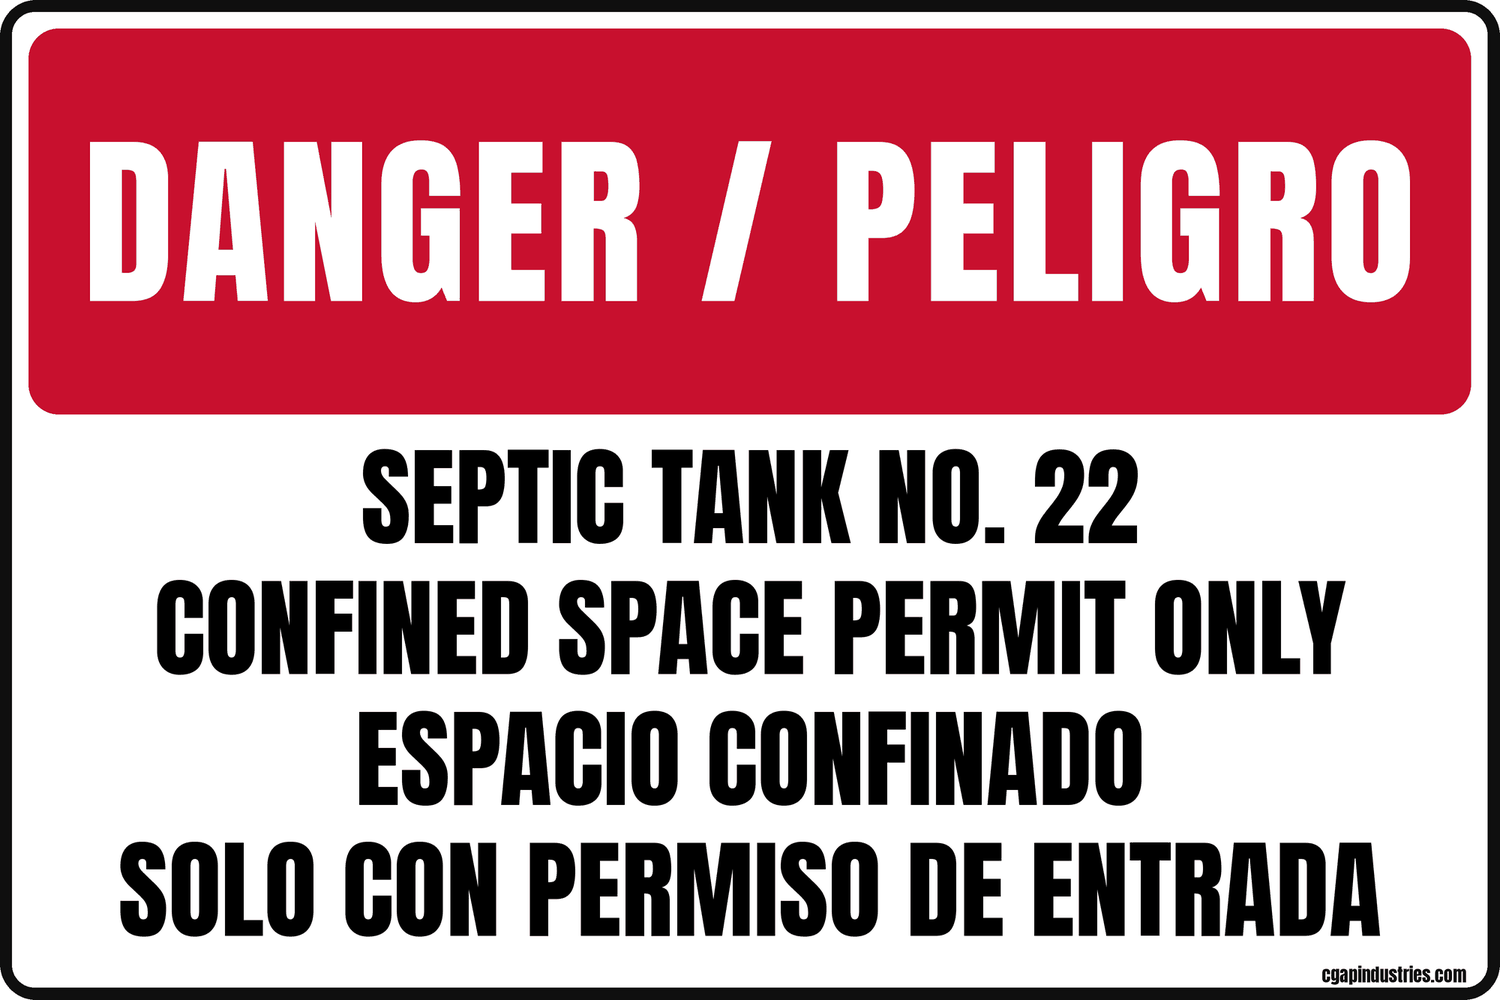 DANGER / PELIGRO
SEPTIC TANK NO. 22
CONFINED SPACE PERMIT ONLY
ESPACIO CONFINADO
SOLO CON PERMISO DE ENTRADA
cgapindustries.com